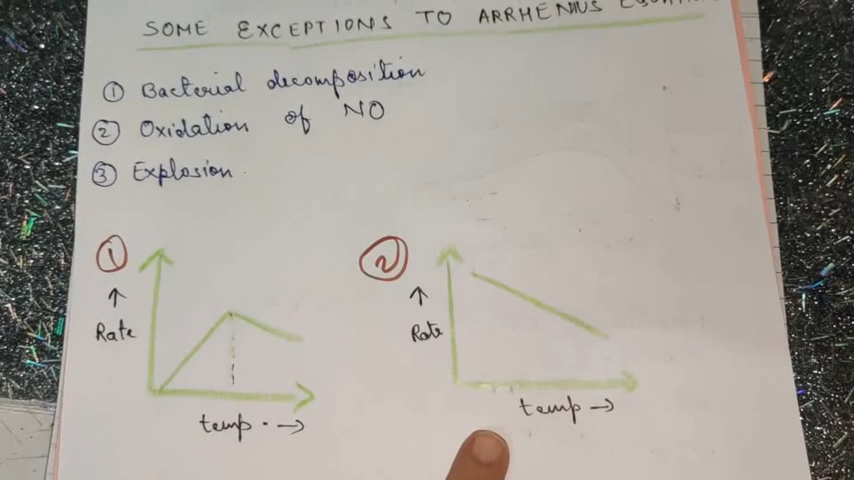 SOME EXCEPTIONS TO ARRHENIUS
① Bacterial decomposition
② Oxidation of NO
③ Explosion.
① ②
↑ Rate
↑ Rate
temp. →
temp →